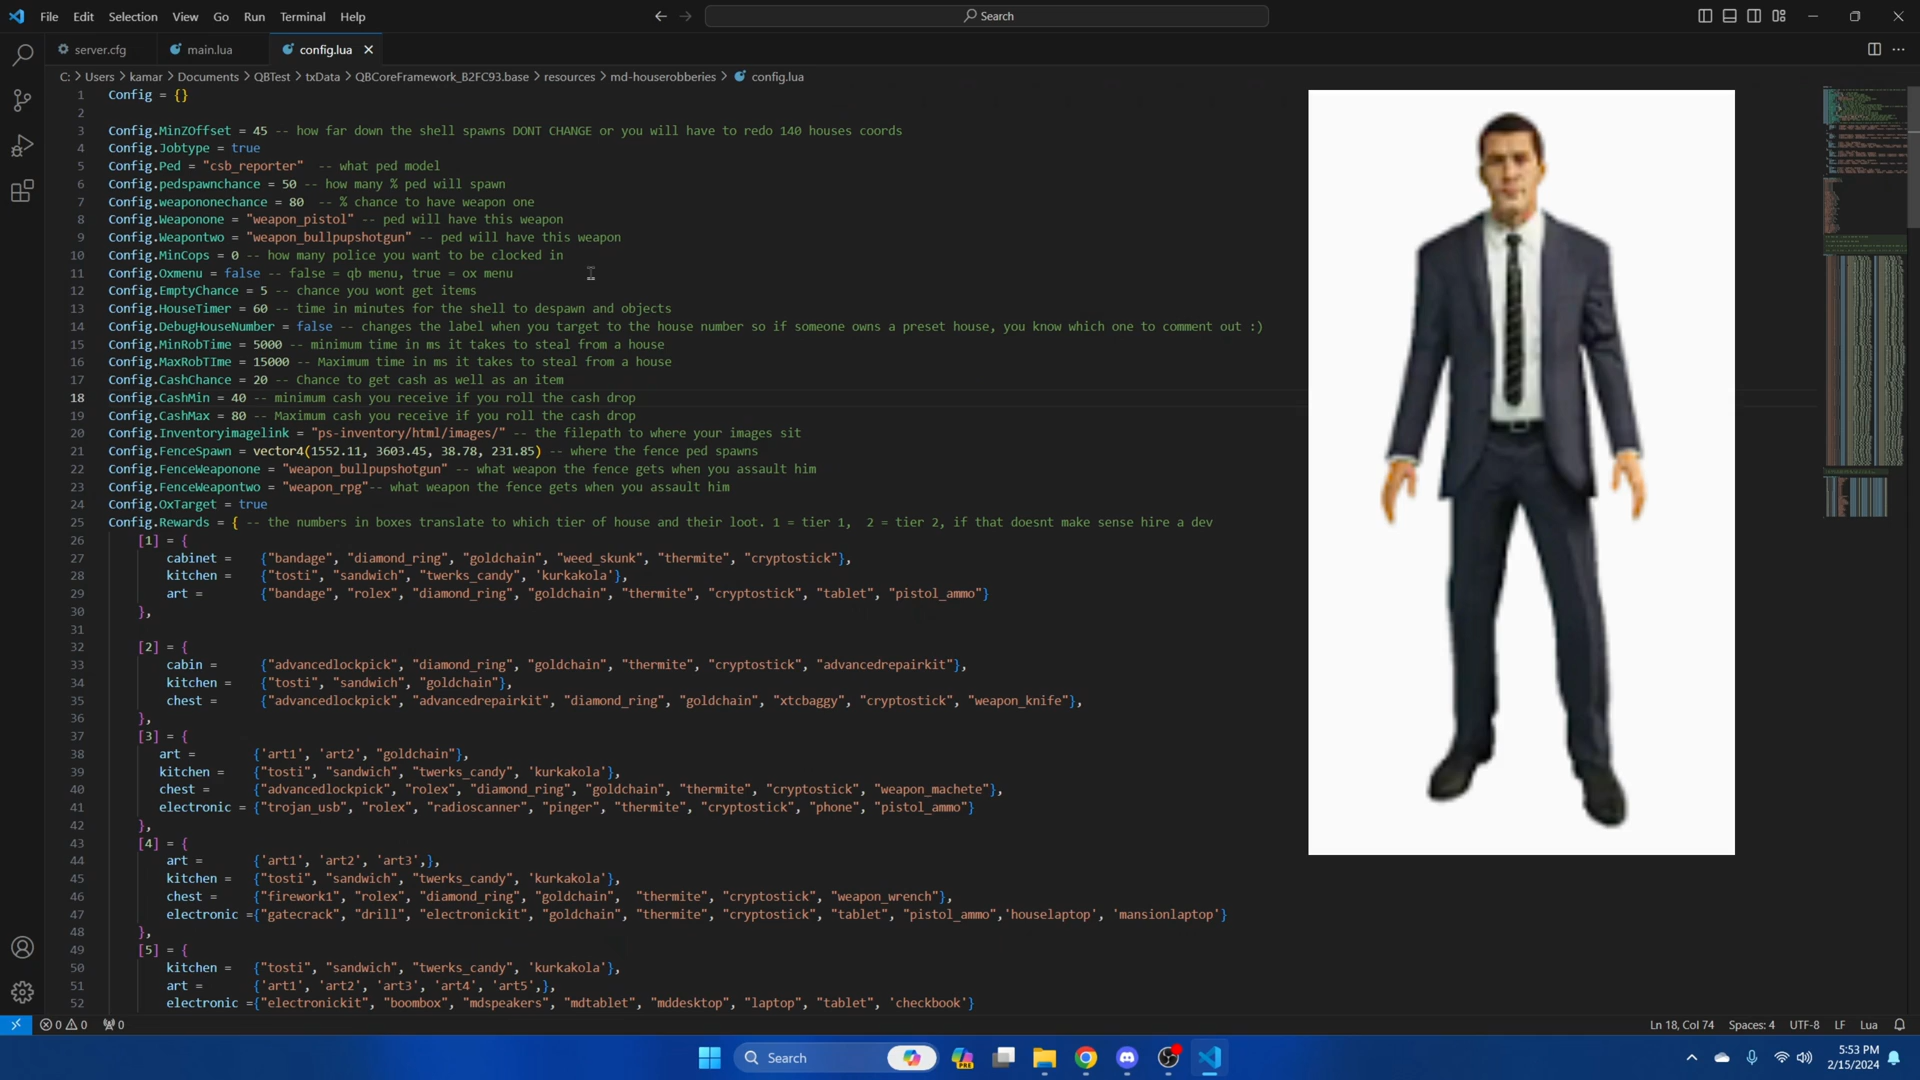 File Edit Selection View Go Run Terminal Help
Search
server.cfg main.lua config.lua
C: > Users > kamar > Documents > QBTest > txData > QBCoreFramework_B2FC93.base > resources > md-houserobberies > config.lua
1 Config = {}
2
3 Config.MinZOffset = 45 -- how far down the shell spawns DONT CHANGE or you will have to redo 140 houses coords
4 Config.Jobtype = true
5 Config.Ped = "csb_reporter"  -- what ped model
6 Config.pedspawnchance = 50 -- how many % ped will spawn
7 Config.weapononechance = 80  -- % chance to have weapon one
8 Config.Weaponone = "weapon_pistol" -- ped will have this weapon
9 Config.Weapontwo = "weapon_bullpupshotgun" -- ped will have this weapon
10 Config.MinCops = 0 -- how many police you want to be clocked in
11 Config.Oxmenu = false -- false = qb menu, true = ox menu
12 Config.EmptyChance = 5 -- chance you wont get items
13 Config.HouseTimer = 60 -- time in minutes for the shell to despawn and objects
14 Config.DebugHouseNumber = false -- changes the label when you target to the house number so if someone owns a preset house, you know which one to comment out :)
15 Config.MinRobTime = 5000 -- minimum time in ms it takes to steal from a house
16 Config.MaxRobTIme = 15000 -- Maximum time in ms it takes to steal from a house
17 Config.CashChance = 20 -- Chance to get cash as well as an item
18 Config.CashMin = 40 -- minimum cash you receive if you roll the cash drop
19 Config.CashMax = 80 -- Maximum cash you receive if you roll the cash drop
20 Config.Inventoryimagelink = "ps-inventory/html/images/" -- the filepath to where your images sit
21 Config.FenceSpawn = vector4(1552.11, 3603.45, 38.78, 231.85) -- where the fence ped spawns
22 Config.FenceWeaponone = "weapon_bullpupshotgun" -- what weapon the fence gets when you assault him
23 Config.FenceWeapontwo = "weapon_rpg"-- what weapon the fence gets when you assault him
24 Config.OxTarget = true
25 Config.Rewards = { -- the numbers in boxes translate to which tier of house and their loot. 1 = tier 1,  2 = tier 2, if that doesnt make sense hire a dev
26 [1] = {
27 cabinet = {"bandage", "diamond_ring", "goldchain", "weed_skunk", "thermite", "cryptostick"},
28 kitchen = {"tosti", "sandwich", "twerks_candy", 'kurkakola'},
29 art = {"bandage", "rolex", "diamond_ring", "goldchain", "thermite", "cryptostick", "tablet", "pistol_ammo"}
30 },
31
32 [2] = {
33 cabin = {"advancedlockpick", "diamond_ring", "goldchain", "thermite", "cryptostick", "advancedrepairkit"},
34 kitchen = {"tosti", "sandwich", "goldchain"},
35 chest = {"advancedlockpick", "advancedrepairkit", "diamond_ring", "goldchain", "xtcbaggy", "cryptostick", "weapon_knife"},
36 },
37 [3] = {
38 art = {'art1', 'art2', "goldchain"},
39 kitchen = {"tosti", "sandwich", "twerks_candy", 'kurkakola'},
40 chest = {"advancedlockpick", "rolex", "diamond_ring", "goldchain", "thermite", "cryptostick", "weapon_machete"},
41 electronic = {"trojan_usb", "rolex", "radioscanner", "pinger", "thermite", "cryptostick", "phone", "pistol_ammo"}
42 },
43 [4] = {
44 art = {'art1', 'art2', 'art3',},
45 kitchen = {"tosti", "sandwich", "twerks_candy", 'kurkakola'},
46 chest = {"firework1", "rolex", "diamond_ring", "goldchain",  "thermite", "cryptostick", "weapon_wrench"},
47 electronic ={"gatecrack", "drill", "electronickit", "goldchain", "thermite", "cryptostick", "tablet", "pistol_ammo",'houselaptop', 'mansionlaptop'}
48 },
49 [5] = {
50 kitchen = {"tosti", "sandwich", "twerks_candy", 'kurkakola'},
51 art = {'art1', 'art2', 'art3', 'art4', 'art5',},
52 electronic ={"electronickit", "boombox", "mdspeakers", "mdtablet", "mddesktop", "laptop", "tablet", 'checkbook'}
0 0 0 Ln 18, Col 74 Spaces: 4 UTF-8 LF Lua
Search PRE 5:53 PM
2/15/2024